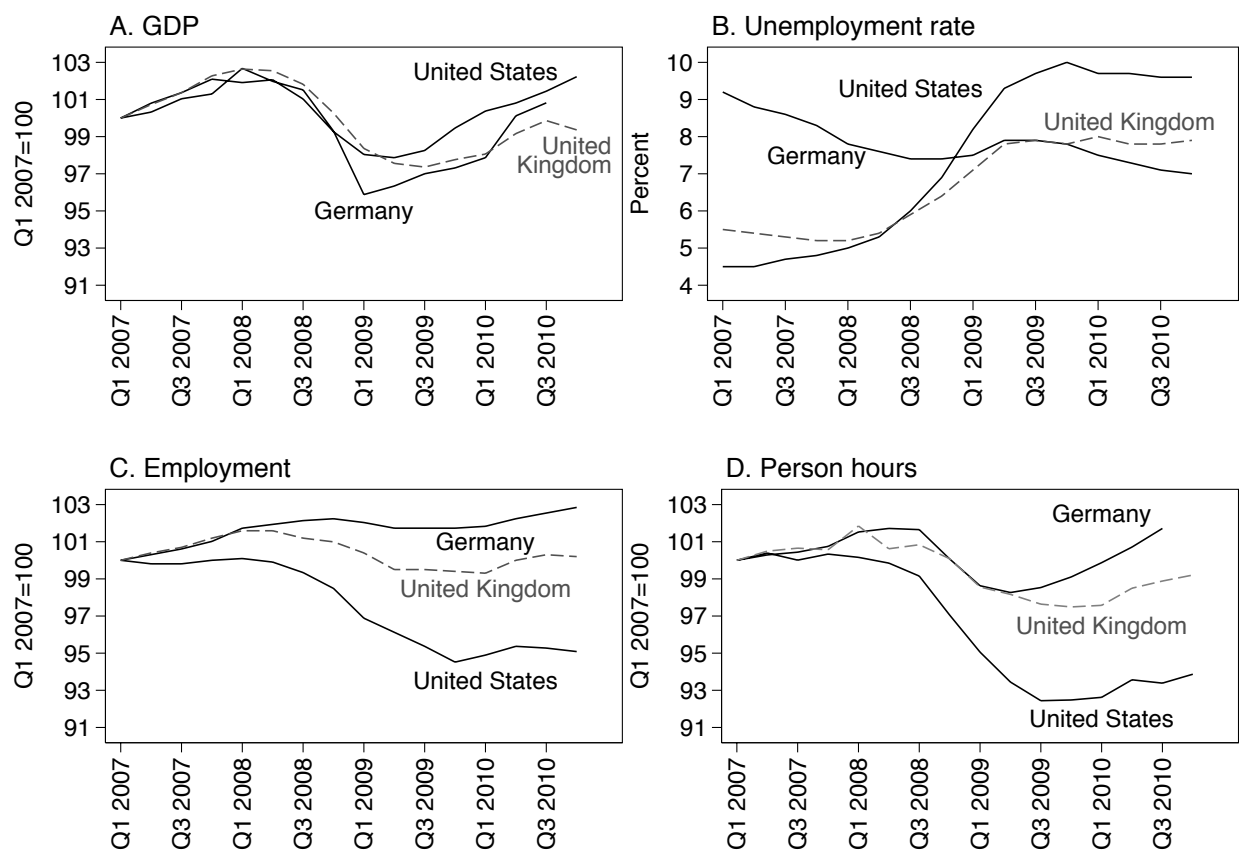 A. GDP
103
101
99
97
95
93
91
Q1 2007=100
United States
United
Kingdom
Germany
Q1 2007
Q3 2007
Q1 2008
Q3 2008
Q1 2009
Q3 2009
Q1 2010
Q3 2010
B. Unemployment rate
10
9
8
7
6
5
4
Percent
United States
United Kingdom
Germany
Q1 2007
Q3 2007
Q1 2008
Q3 2008
Q1 2009
Q3 2009
Q1 2010
Q3 2010
C. Employment
103
101
99
97
95
93
91
Q1 2007=100
Germany
United Kingdom
United States
Q1 2007
Q3 2007
Q1 2008
Q3 2008
Q1 2009
Q3 2009
Q1 2010
Q3 2010
D. Person hours
103
101
99
97
95
93
91
Q1 2007=100
Germany
United Kingdom
United States
Q1 2007
Q3 2007
Q1 2008
Q3 2008
Q1 2009
Q3 2009
Q1 2010
Q3 2010